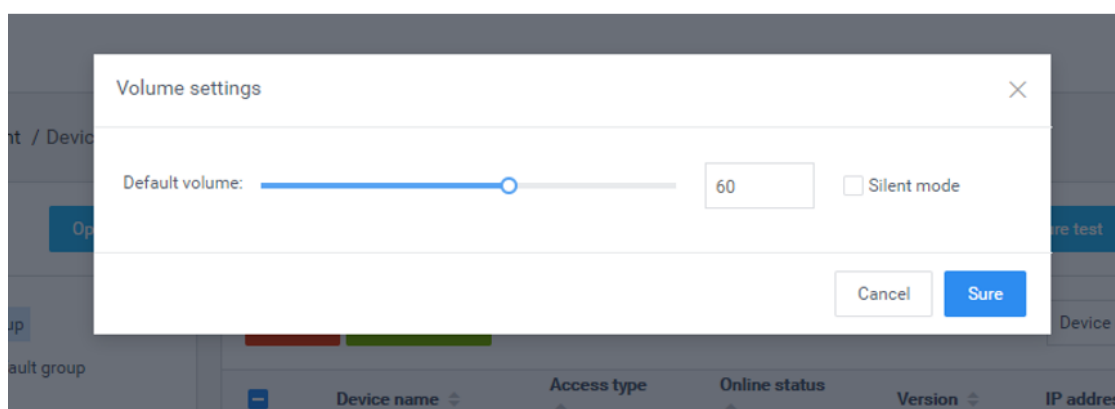 Volume settings
/ Devic
Default volume:
60
Silent mode
Op
re test
Cancel
Sure
up
Device
ault group
Device name
Access type
Online status
Version
IP addres